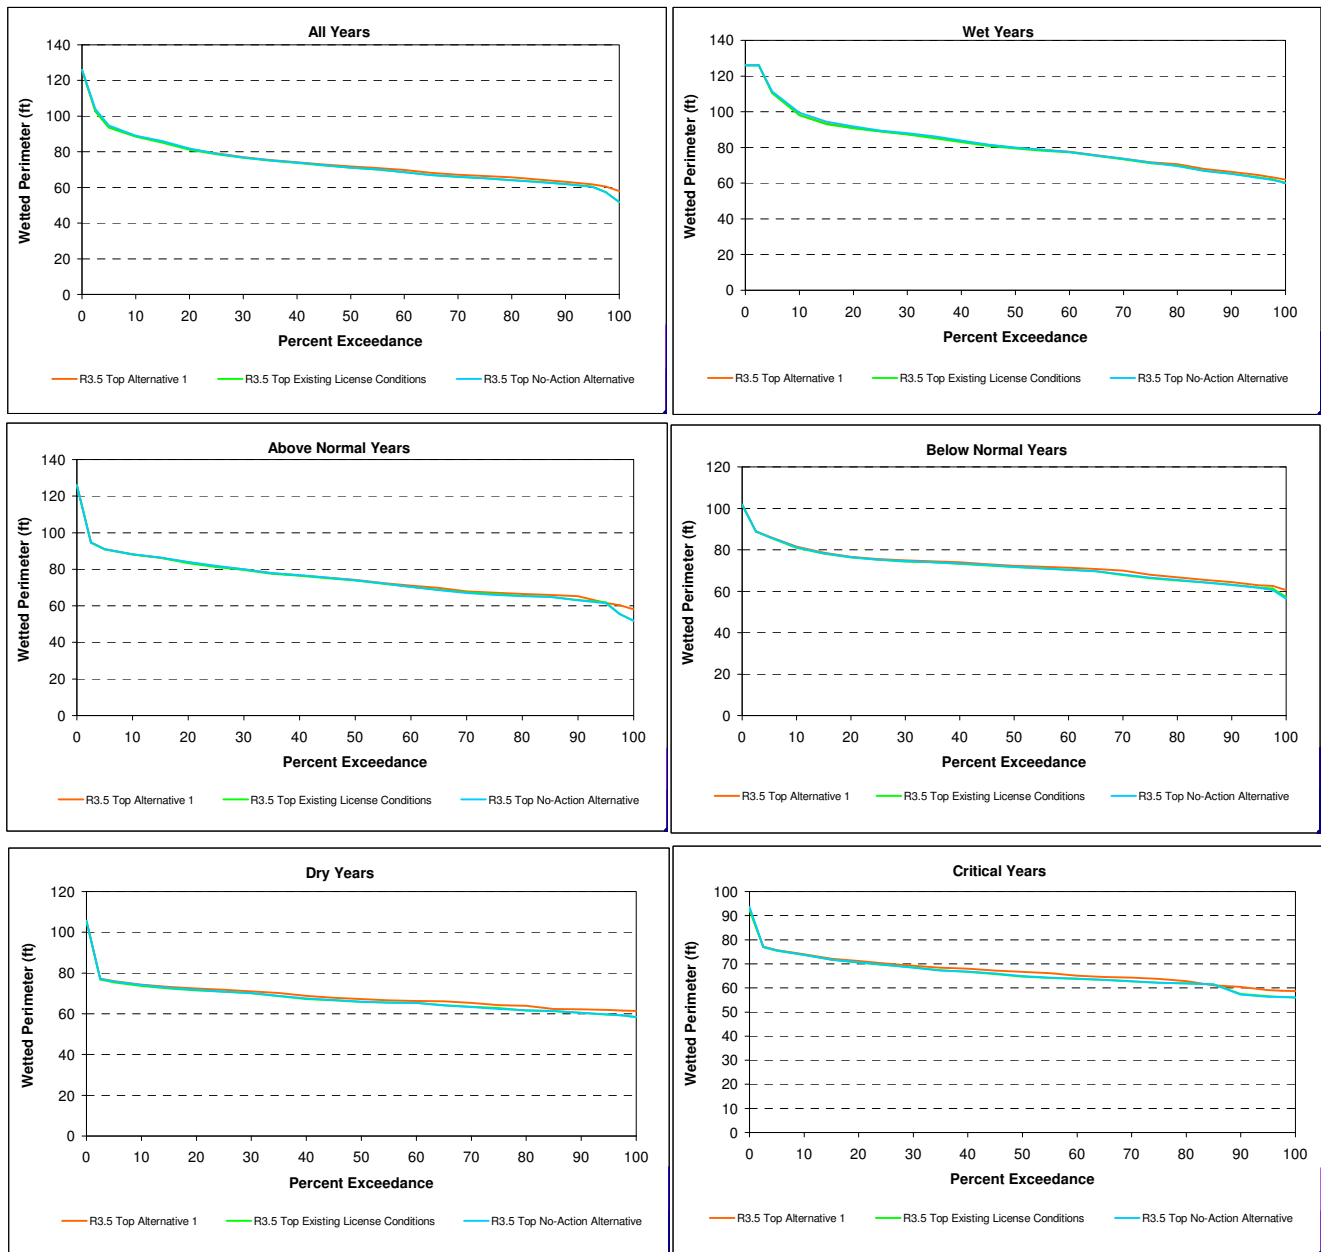 All Years
Wetted Perimeter (ft)
140
120
100
80
60
40
20
0
0 10 20 30 40 50 60 70 80 90 100
Percent Exceedance
R3.5 Top Alternative 1 R3.5 Top Existing License Conditions R3.5 Top No-Action Alternative
Wet Years
Wetted Perimeter (ft)
140
120
100
80
60
40
20
0
0 10 20 30 40 50 60 70 80 90 100
Percent Exceedance
R3.5 Top Alternative 1 R3.5 Top Existing License Conditions R3.5 Top No-Action Alternative
Above Normal Years
Wetted Perimeter (ft)
140
120
100
80
60
40
20
0
0 10 20 30 40 50 60 70 80 90 100
Percent Exceedance
R3.5 Top Alternative 1 R3.5 Top Existing License Conditions R3.5 Top No-Action Alternative
Below Normal Years
Wetted Perimeter (ft)
120
100
80
60
40
20
0
0 10 20 30 40 50 60 70 80 90 100
Percent Exceedance
R3.5 Top Alternative 1 R3.5 Top Existing License Conditions R3.5 Top No-Action Alternative
Dry Years
Wetted Perimeter (ft)
120
100
80
60
40
20
0
0 10 20 30 40 50 60 70 80 90 100
Percent Exceedance
R3.5 Top Alternative 1 R3.5 Top Existing License Conditions R3.5 Top No-Action Alternative
Critical Years
Wetted Perimeter (ft)
100
90
80
70
60
50
40
30
20
10
0
0 10 20 30 40 50 60 70 80 90 100
Percent Exceedance
R3.5 Top Alternative 1 R3.5 Top Existing License Conditions R3.5 Top No-Action Alternative